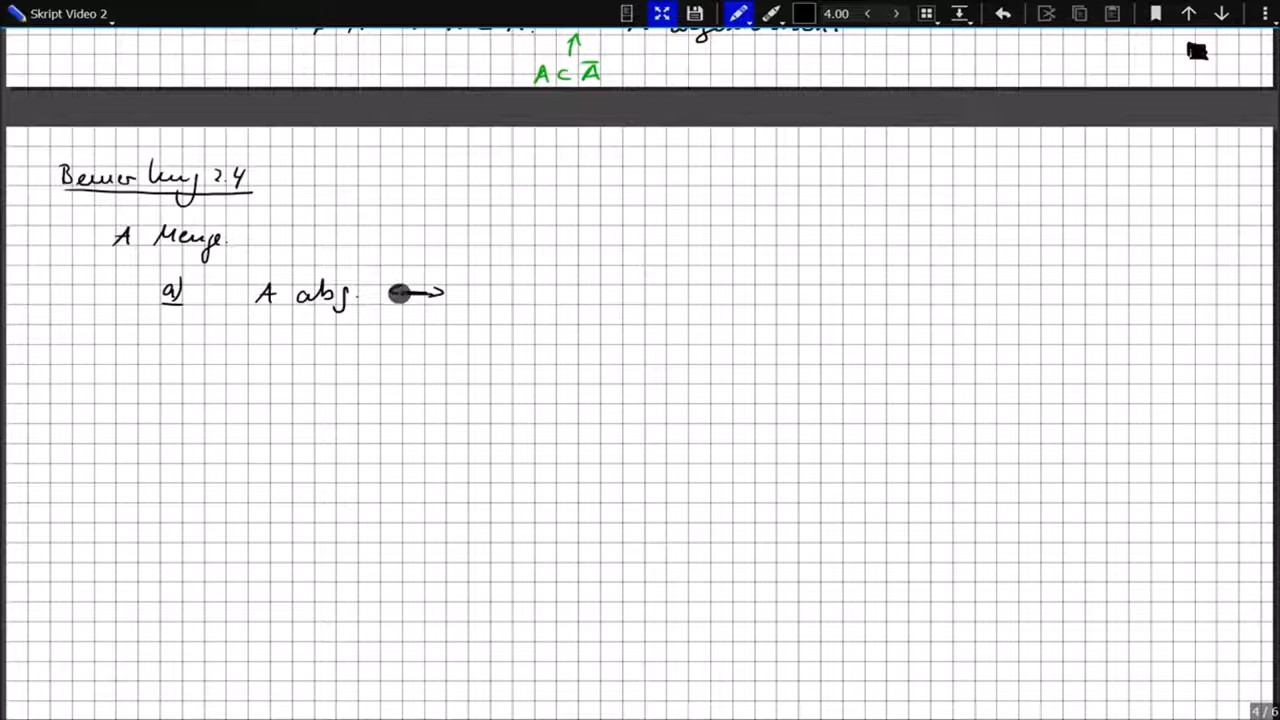 Skript Video 2
4.00
A ⊂ A̅
Bemerkung 2.4
A Menge.
a) A abg.
4 / 6